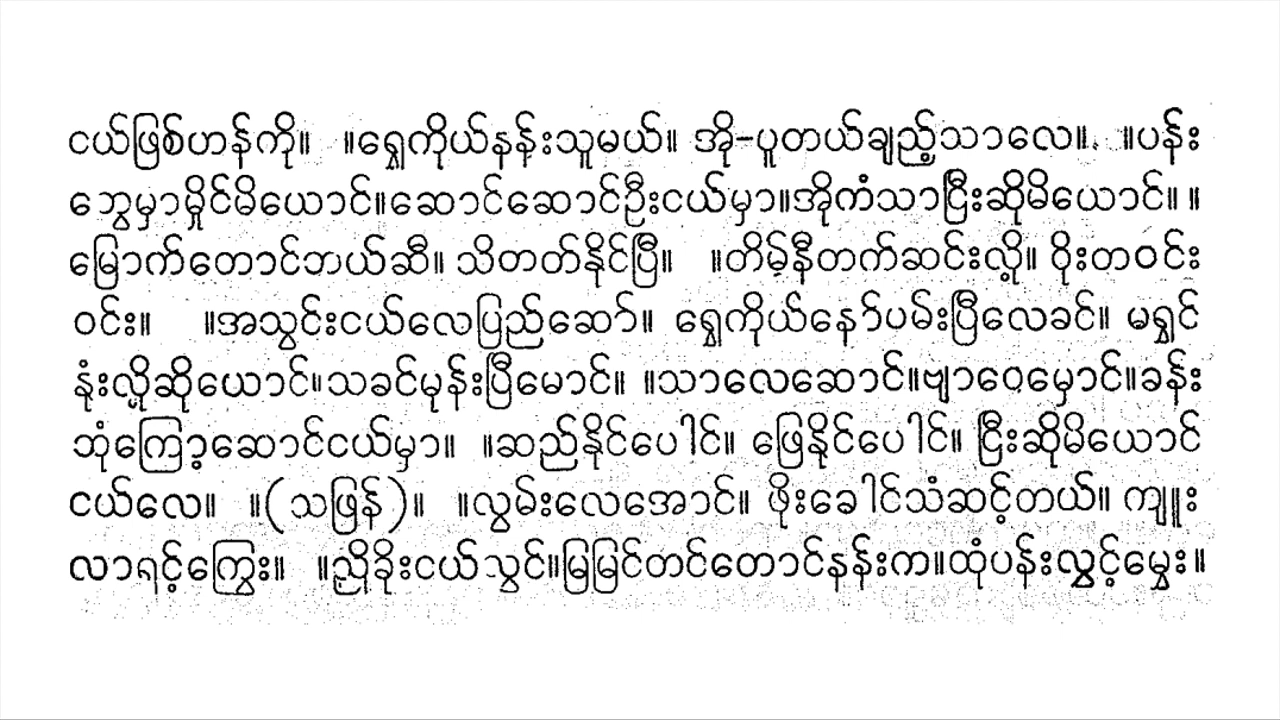 ငယ်ဖြစ်ဟန်ကို။ ။ရွှေကိုယ်နန်းသူမယ်။ အို-ပူတယ်ချည့်သာလေ။ ။ပန်း
ဘွေမှာမှိုင်မိယောင်။ဆောင်ဆောင်ဦးငယ်မှာ။အိုကံသာငြီးဆိုမိယောင်။ ။
မြောက်တောင်ဘယ်ဆီ။ သိတတ်နိုင်ပြီ။ ။တိမ့်နီတက်ဆင်းလို့။ ဝိုးတဝင်း
ဝင်း။ ။အသွင်းငယ်လေပြည်ဆော်။ ရွှေကိုယ်နော်ပမ်းပြီလေခင်။ မရွှင်
နုံးလို့ဆိုယောင်။သခင်မုန်းပြီမောင်။ ။သာလေဆောင်။ဗျာဝေမှောင်။ခန်း
ဘုံကြော့ဆောင်ငယ်မှာ။ ။ဆည်နိုင်ပေါင်။ ဖြေနိုင်ပေါင်။ ငြီးဆိုမိယောင်
ငယ်လေ။ ။(သဖြန်)။ ။လွမ်းလေအောင်။ ဖိုးခေါင်သံဆင့်တယ်။ ကျူး
လာရင့်ကြွေး။ ။ညှို့ခိုးငယ်သွင်။မြမြင်တင်တောင်နန်းက။ထုံပန်းလွှင့်မွှေး။